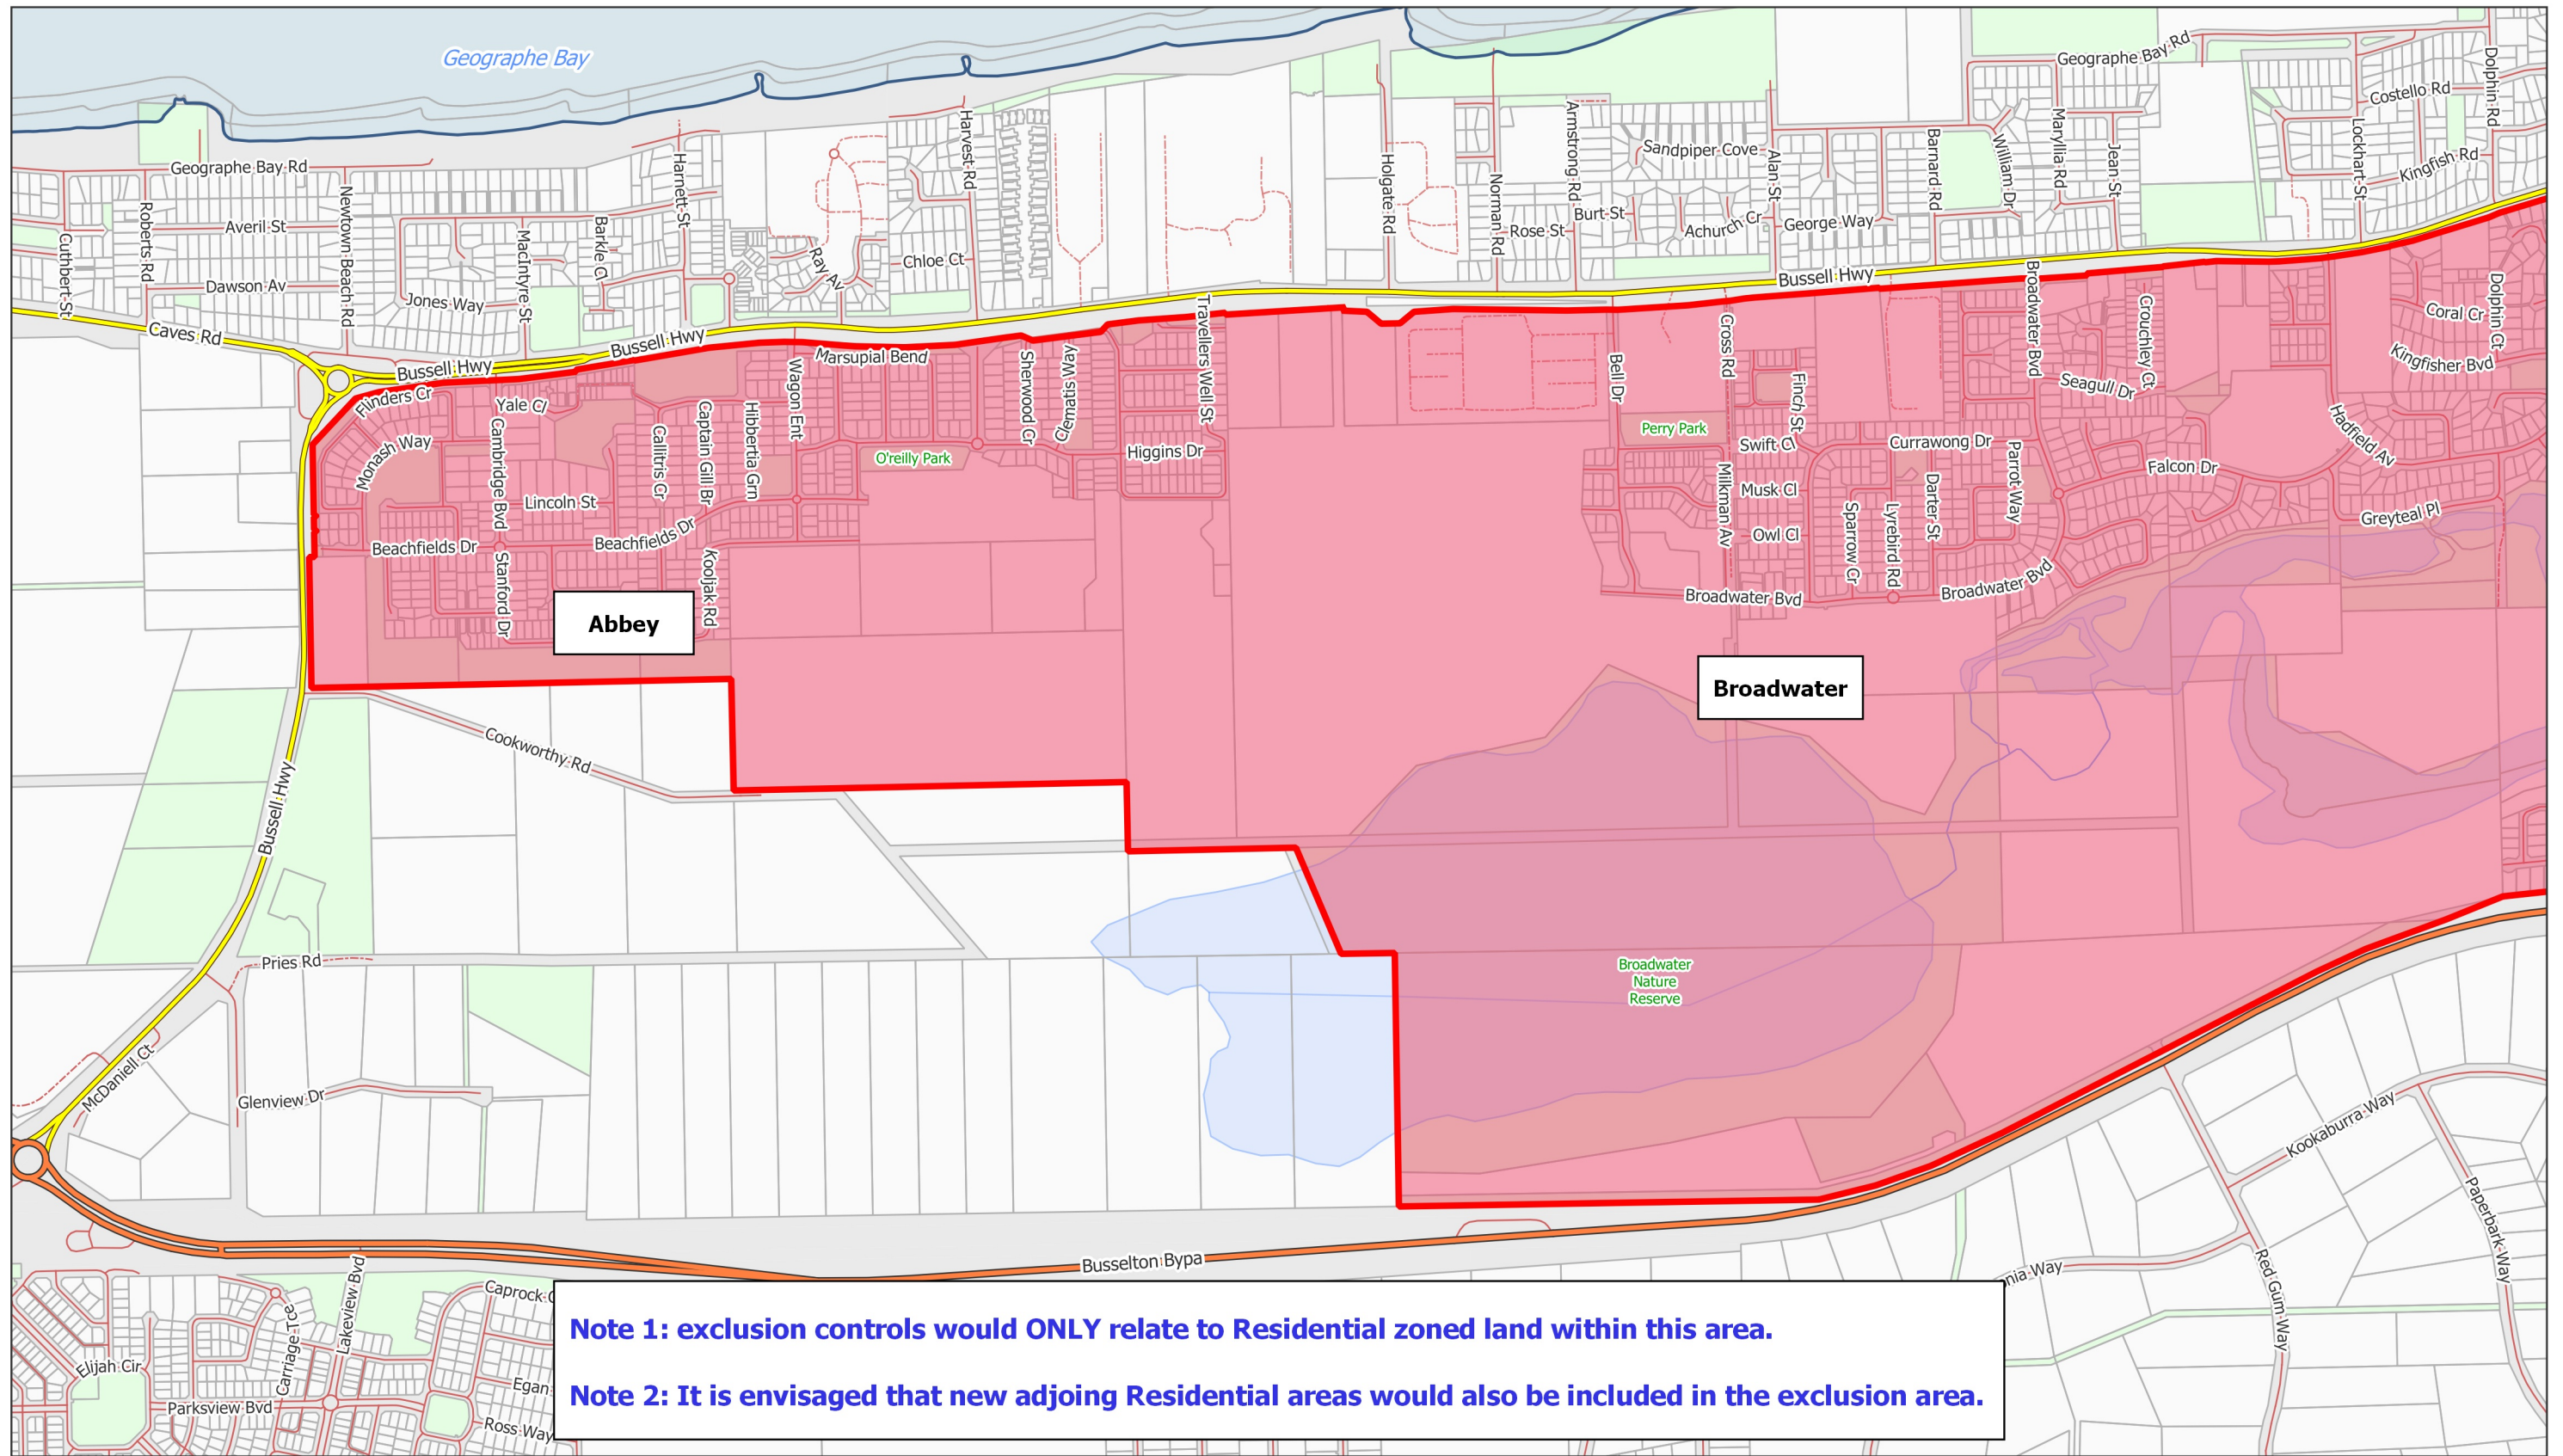 Geographe Bay
Geographe Bay Rd
Dolphin Rd
Costello Rd
Lockhart St
Kingfish Rd
Maryllia Rd
Jean St
William Dr
Barnard Rd
Alan St
George Way
Sandpiper Cove
Armstrong Rd
Burt St
Achurch Cr
Rose St
Norman Rd
Holgate Rd
Harvest Rd
Chloe Ct
Ray Av
Harnett St
Geographe Bay Rd
Roberts Rd
Newtown Beach Rd
Averil St
Dawson Av
Cuthbert St
Jones Way
MacIntyre St
Barkle Cl
Caves Rd
Bussell Hwy
Bussell Hwy
Bussell Hwy
Travellers Well St
Marsupial Bend
Flinders Cr
Yale Cl
Monash Way
Cambridge Bvd
Lincoln St
Callitris Cr
Captain Gill Br
Hibbertia Grn
Wagon Ent
Sherwood Cr
Clematis Way
O'reilly Park
Higgins Dr
Beachfields Dr
Beachfields Dr
Stanford Dr
Kooljak Rd
Abbey
Bell Dr
Cross Rd
Perry Park
Finch St
Swift Cl
Milkman Av
Musk Cl
Owl Cl
Sparrow Cr
Lyrebird Rd
Darter St
Currawong Dr
Parrot Way
Broadwater Bvd
Crouchley Ct
Seagull Dr
Falcon Dr
Hadfield Av
Coral Cr
Dolphin Ct
Kingfisher Bvd
Greyteal Pl
Broadwater Bvd
Broadwater Bvd
Broadwater
Cookworthy Rd
Bussell Hwy
Pries Rd
McDaniell Ct
Glenview Dr
Broadwater
Nature
Reserve
Busselton Bypa
Kookaburra Way
Paperbark Way
Red Gum Way
nia Way
Caprock C
Lakeview Bvd
Carriage Tce
Elijah Cir
Parksview Bvd
Egan
Ross Way
Note 1: exclusion controls would ONLY relate to Residential zoned land within this area.
Note 2: It is envisaged that new adjoing Residential areas would also be included in the exclusion area.